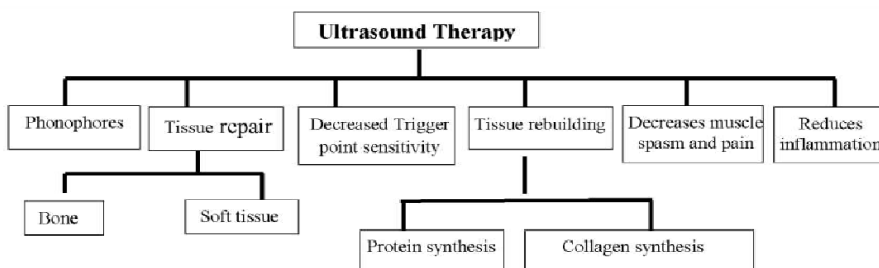 Ultrasound Therapy
Phonophores
Tissue repair
Decreased Trigger
point sensitivity
Tissue rebuilding
Decreases muscle
spasm and pain
Reduces
inflammation
Bone
Soft tissue
Protein synthesis
Collagen synthesis